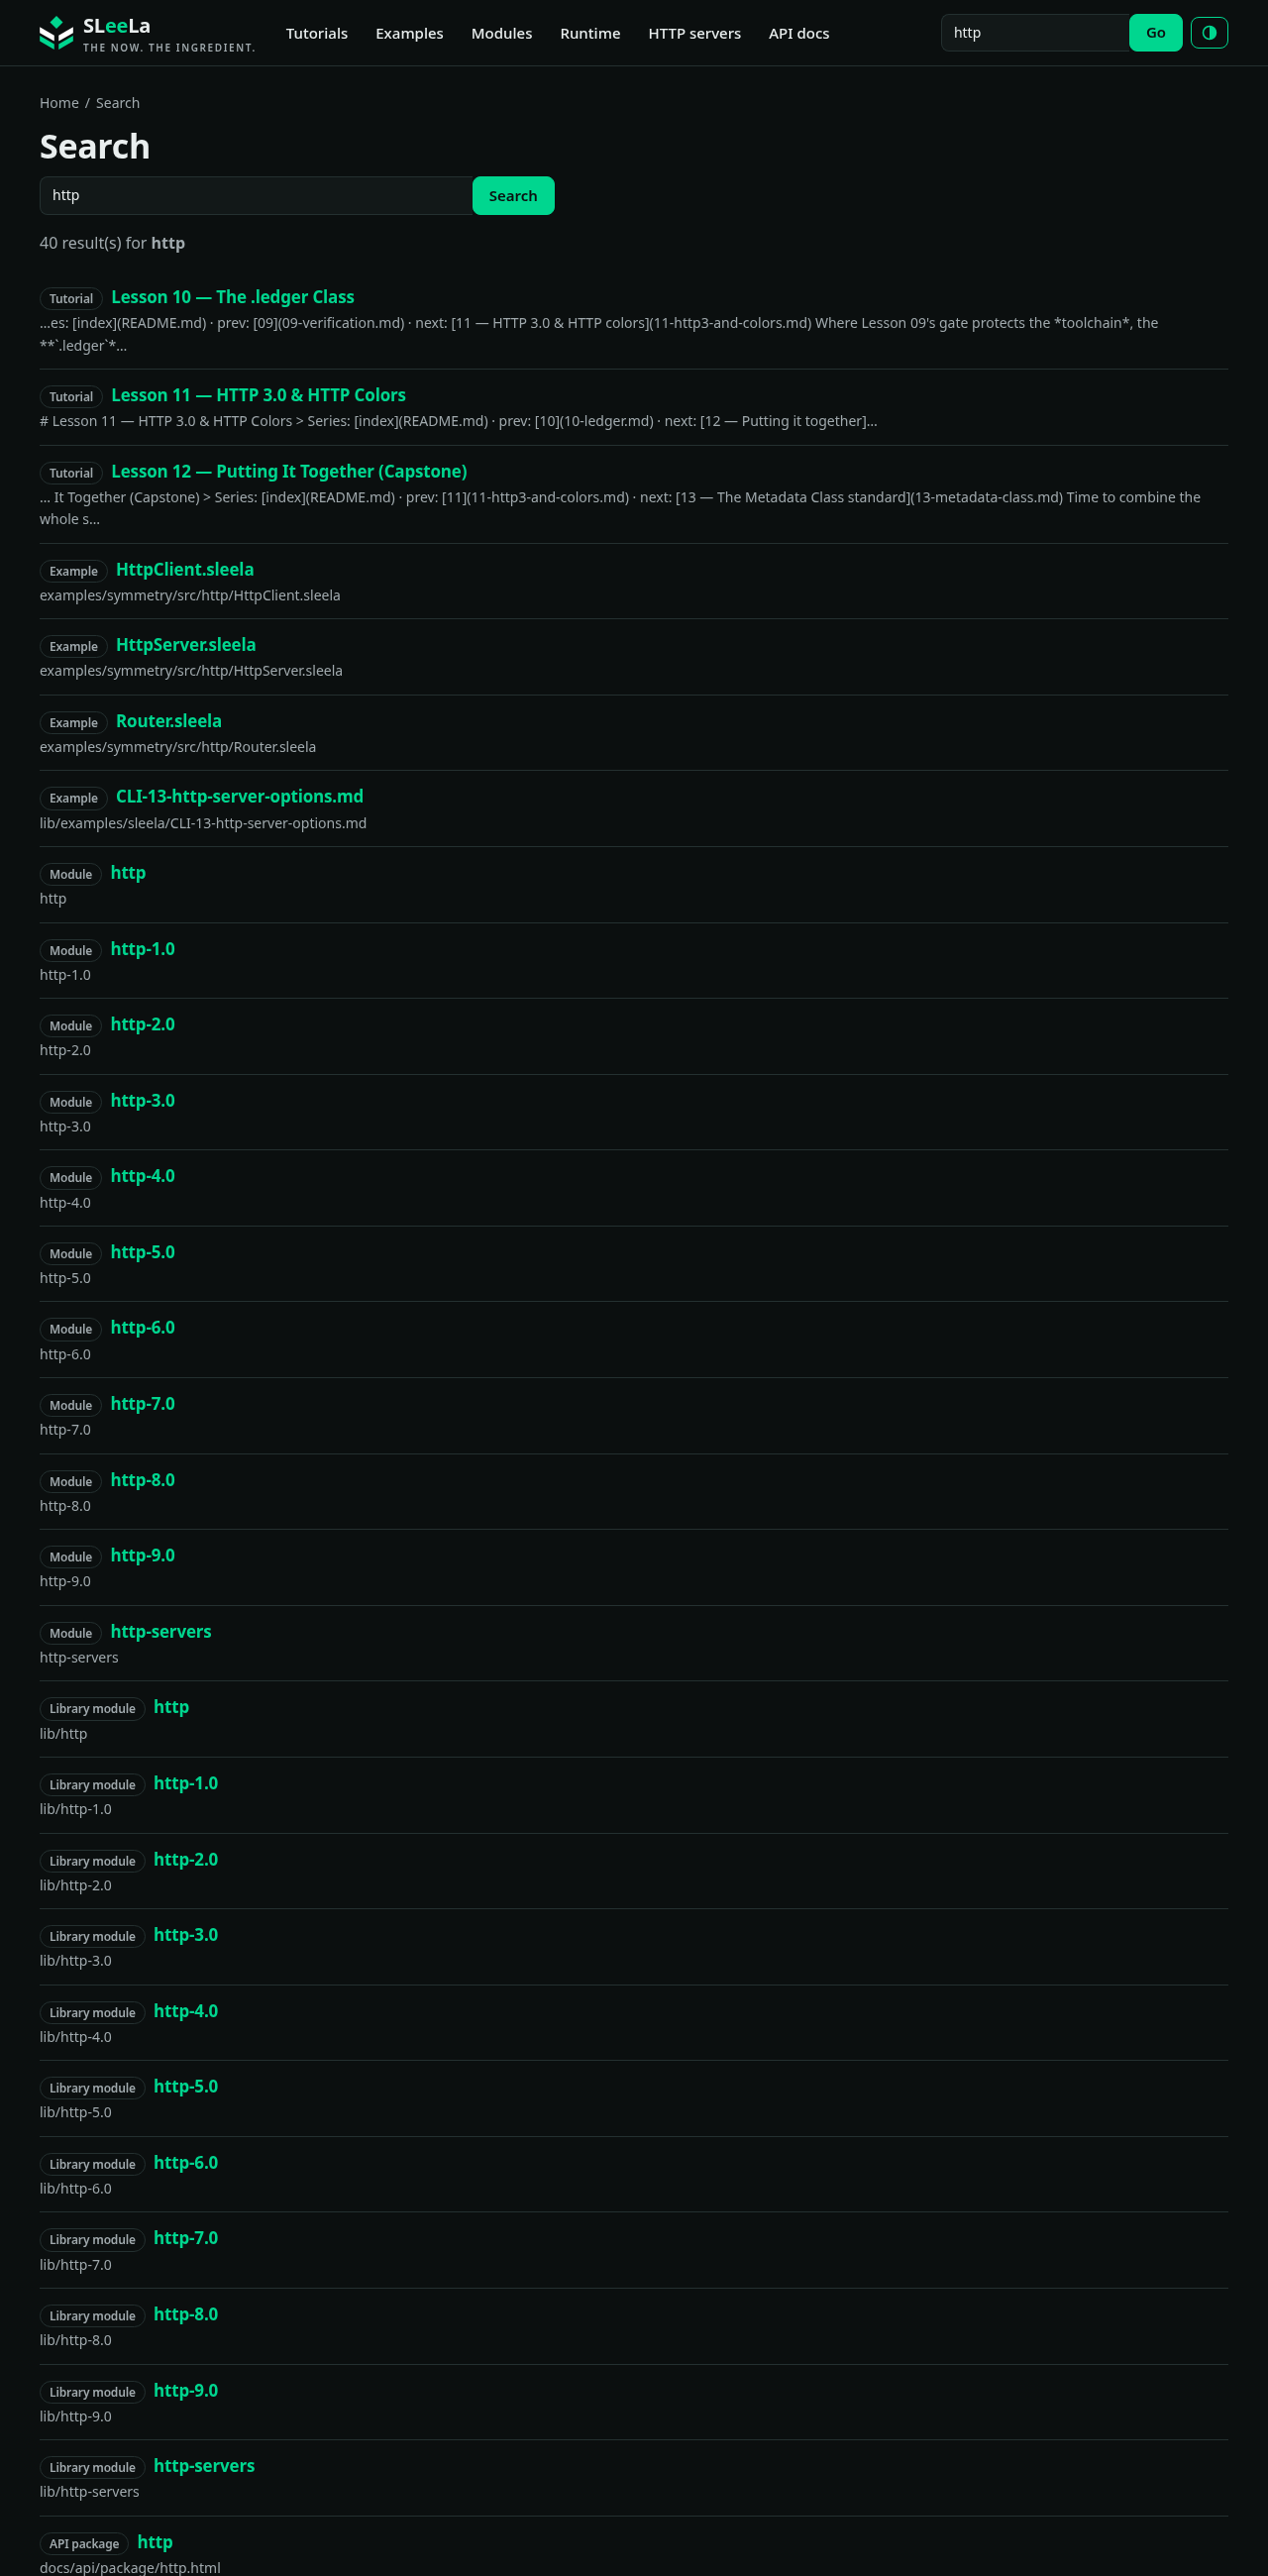 SLeeLa
THE NOW. THE INGREDIENT.
Tutorials
Examples
Modules
Runtime
HTTP servers
API docs
http
Go
Home / Search
Search
http
Search
40 result(s) for http
Tutorial Lesson 10 — The .ledger Class
…es: [index](README.md) · prev: [09](09-verification.md) · next: [11 — HTTP 3.0 & HTTP colors](11-http3-and-colors.md) Where Lesson 09's gate protects the *toolchain*, the
**`.ledger`*…
Tutorial Lesson 11 — HTTP 3.0 & HTTP Colors
# Lesson 11 — HTTP 3.0 & HTTP Colors > Series: [index](README.md) · prev: [10](10-ledger.md) · next: [12 — Putting it together]…
Tutorial Lesson 12 — Putting It Together (Capstone)
… It Together (Capstone) > Series: [index](README.md) · prev: [11](11-http3-and-colors.md) · next: [13 — The Metadata Class standard](13-metadata-class.md) Time to combine the
whole s…
Example HttpClient.sleela
examples/symmetry/src/http/HttpClient.sleela
Example HttpServer.sleela
examples/symmetry/src/http/HttpServer.sleela
Example Router.sleela
examples/symmetry/src/http/Router.sleela
Example CLI-13-http-server-options.md
lib/examples/sleela/CLI-13-http-server-options.md
Module http
http
Module http-1.0
http-1.0
Module http-2.0
http-2.0
Module http-3.0
http-3.0
Module http-4.0
http-4.0
Module http-5.0
http-5.0
Module http-6.0
http-6.0
Module http-7.0
http-7.0
Module http-8.0
http-8.0
Module http-9.0
http-9.0
Module http-servers
http-servers
Library module http
lib/http
Library module http-1.0
lib/http-1.0
Library module http-2.0
lib/http-2.0
Library module http-3.0
lib/http-3.0
Library module http-4.0
lib/http-4.0
Library module http-5.0
lib/http-5.0
Library module http-6.0
lib/http-6.0
Library module http-7.0
lib/http-7.0
Library module http-8.0
lib/http-8.0
Library module http-9.0
lib/http-9.0
Library module http-servers
lib/http-servers
API package http
docs/api/package/http.html